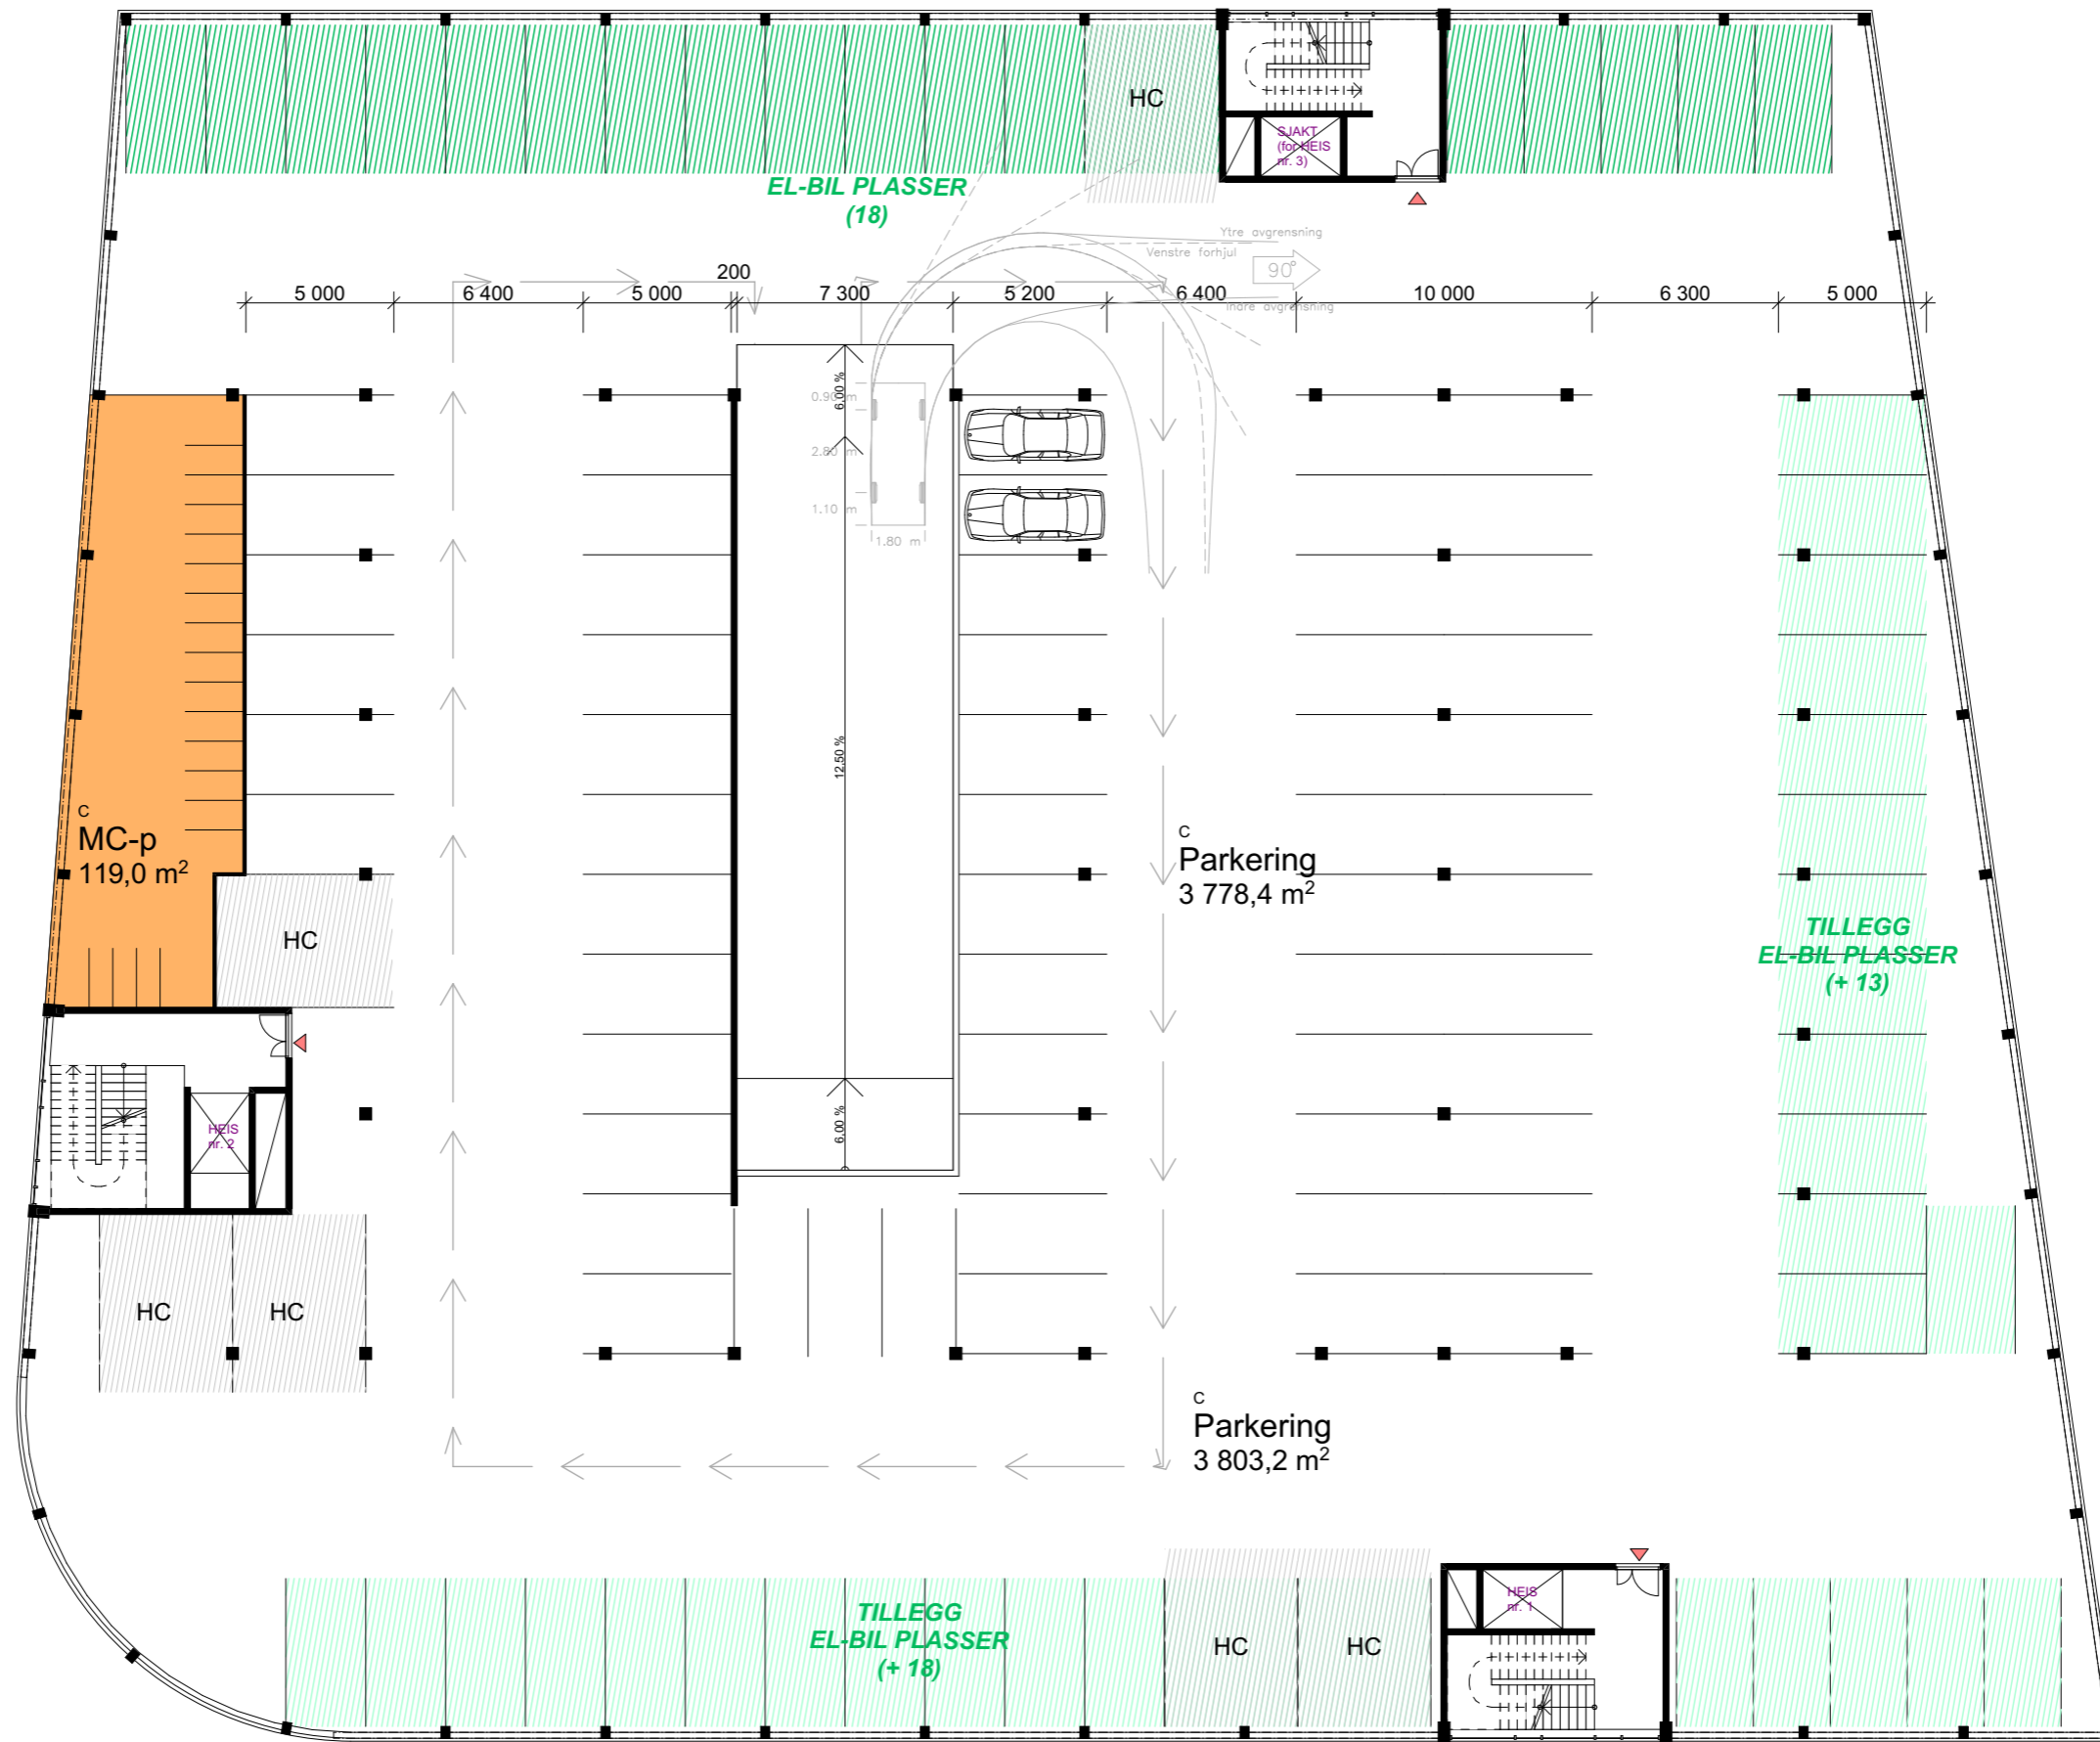 HC
SJAKT
(for HEIS
nr. 3)
EL-BIL PLASSER
(18)
Ytre avgrensning
Venstre forhjul
90°
Indre avgrensning
200
5 000
6 400
5 000
7 300
5 200
6 400
10 000
6 300
5 000
6,00 %
0.90 m
2.80 m
1.10 m
1.80 m
12,50 %
C
MC-p
119,0 m²
C
Parkering
3 778,4 m²
HC
TILLEGG
EL-BIL PLASSER
(+ 13)
HEIS
nr. 2
6,00 %
HC
HC
C
Parkering
3 803,2 m²
TILLEGG
EL-BIL PLASSER
(+ 18)
HC
HC
HEIS
nr. 1